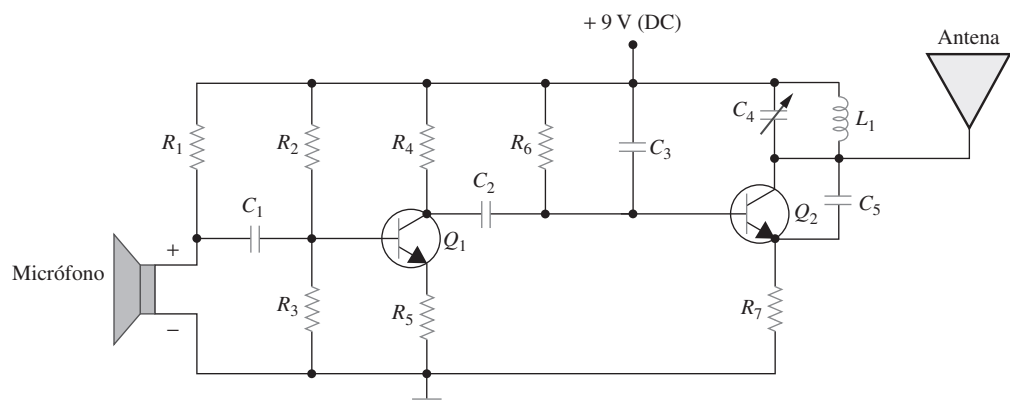 + 9 V (DC)
Antena
C4
L1
R1
R2
R4
R6
C3
C2
C1
Q2
C5
+
Q1
Micrófono
R3
R5
R7
−